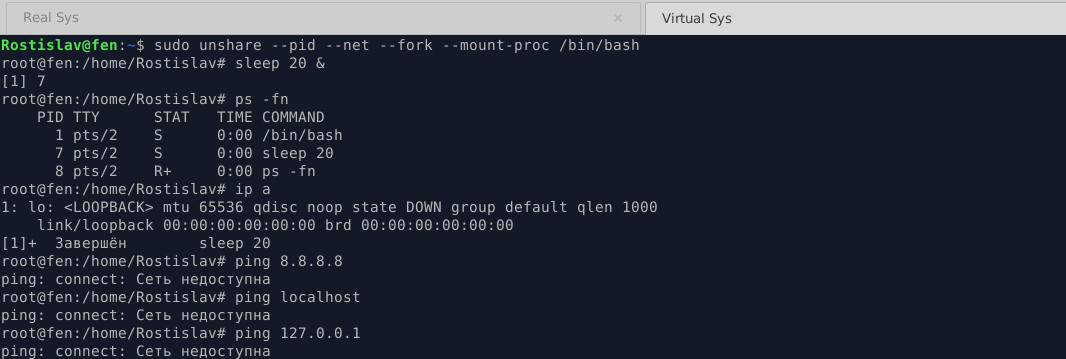 Real Sys ×
Virtual Sys
Rostislav@fen:~$ sudo unshare --pid --net --fork --mount-proc /bin/bash
root@fen:/home/Rostislav# sleep 20 &
[1] 7
root@fen:/home/Rostislav# ps -fn
    PID TTY      STAT   TIME COMMAND
      1 pts/2    S      0:00 /bin/bash
      7 pts/2    S      0:00 sleep 20
      8 pts/2    R+     0:00 ps -fn
root@fen:/home/Rostislav# ip a
1: lo: <LOOPBACK> mtu 65536 qdisc noop state DOWN group default qlen 1000
    link/loopback 00:00:00:00:00:00 brd 00:00:00:00:00:00
[1]+  Завершён        sleep 20
root@fen:/home/Rostislav# ping 8.8.8.8
ping: connect: Сеть недоступна
root@fen:/home/Rostislav# ping localhost
ping: connect: Сеть недоступна
root@fen:/home/Rostislav# ping 127.0.0.1
ping: connect: Сеть недоступна